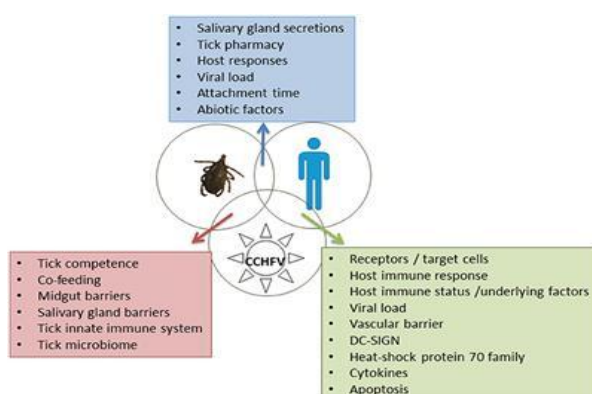 • Salivary gland secretions
• Tick pharmacy
• Host responses
• Viral load
• Attachment time
• Abiotic factors
CCHFV
• Tick competence
• Co-feeding
• Midgut barriers
• Salivary gland barriers
• Tick innate immune system
• Tick microbiome
• Receptors / target cells
• Host immune response
• Host immune status /underlying factors
• Viral load
• Vascular barrier
• DC-SIGN
• Heat-shock protein 70 family
• Cytokines
• Apoptosis